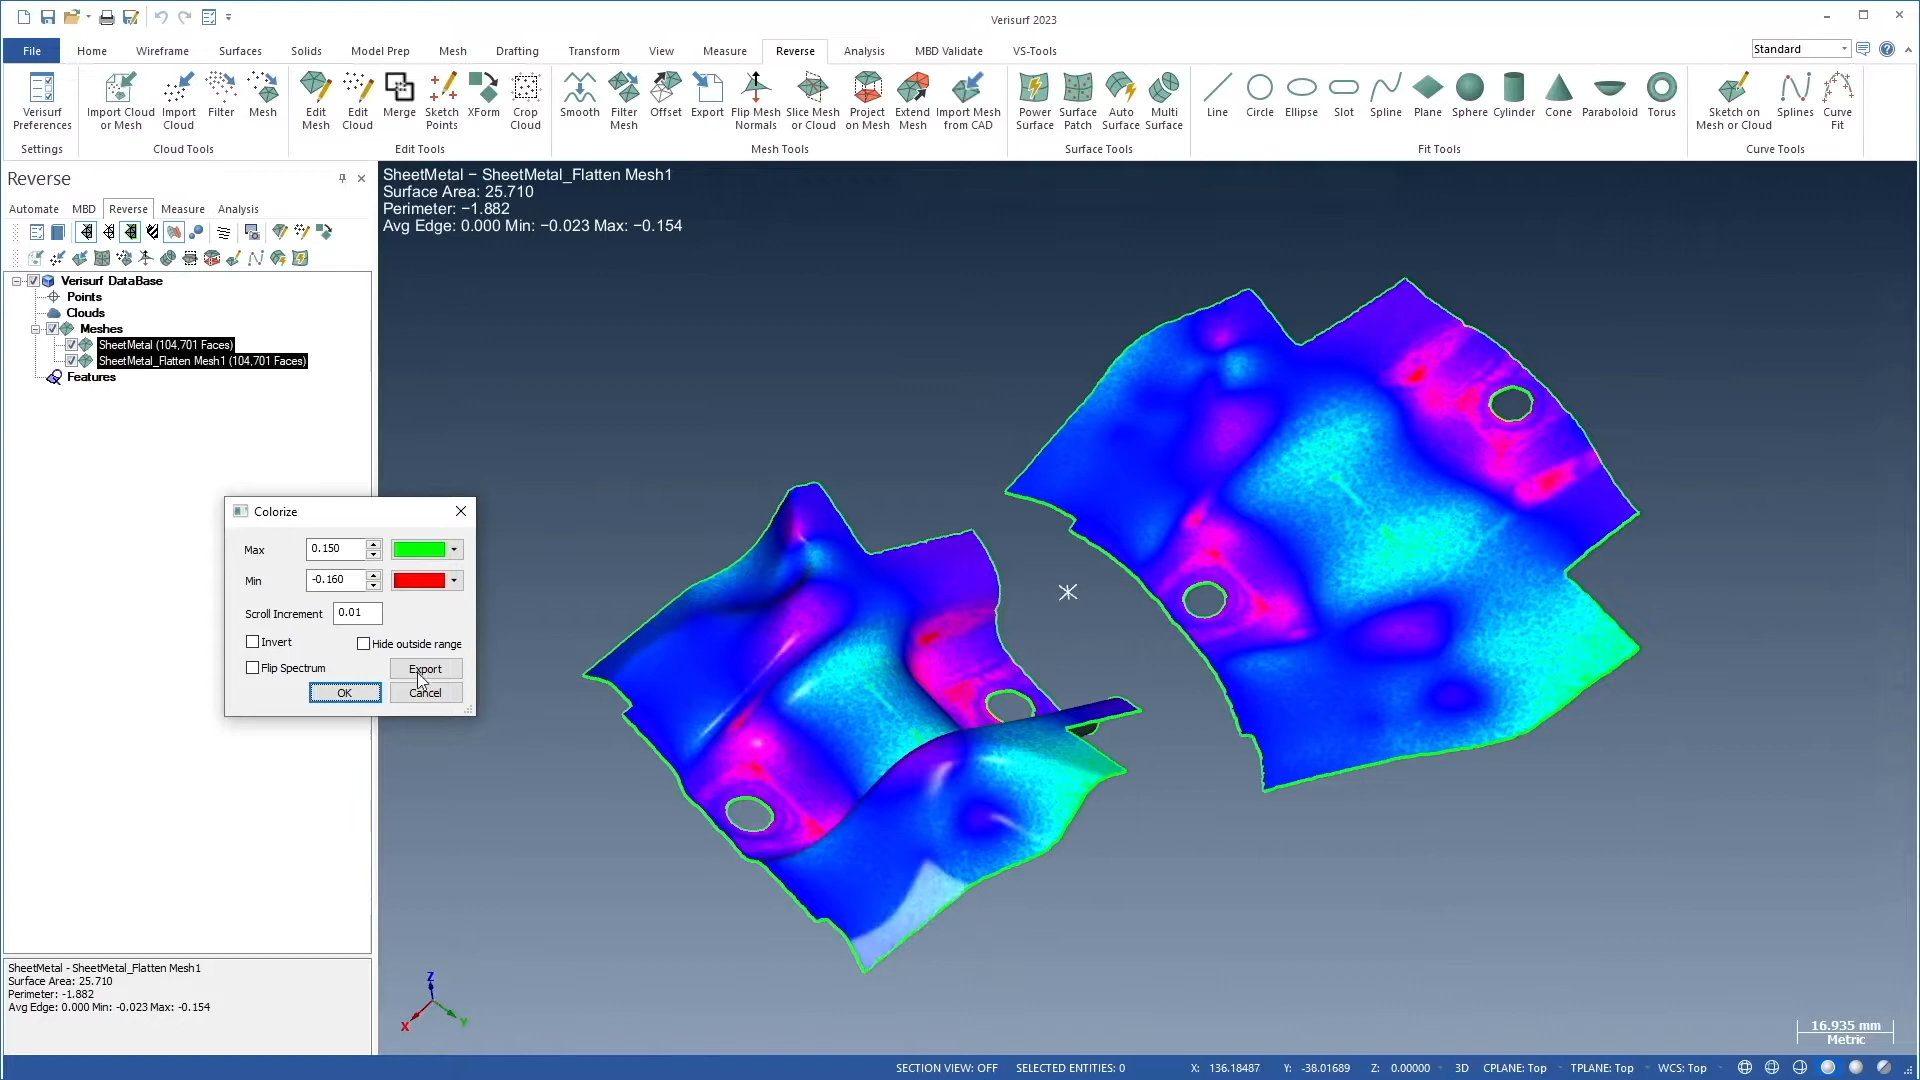 Verisurf 2023
File Home Wireframe Surfaces Solids Model Prep Mesh Drafting Transform View Measure Reverse Analysis MBD Validate VS-Tools Standard
Verisurf Preferences
Import Cloud or Mesh
Import Cloud
Filter
Mesh
Edit Mesh
Edit Cloud
Merge
Sketch Points
XForm
Crop Cloud
Smooth
Filter Mesh
Offset
Export
Flip Mesh Normals
Slice Mesh or Cloud
Project on Mesh
Extend Mesh
Import Mesh from CAD
Power Surface
Surface Patch
Auto Surface
Multi Surface
Line
Circle
Ellipse
Slot
Spline
Plane
Sphere
Cylinder
Cone
Paraboloid
Torus
Sketch on Mesh or Cloud
Splines
Curve Fit
Settings Cloud Tools Edit Tools Mesh Tools Surface Tools Fit Tools Curve Tools
Reverse
Automate MBD Reverse Measure Analysis
Verisurf DataBase
Points
Clouds
Meshes
SheetMetal (104,701 Faces)
SheetMetal_Flatten Mesh1 (104,701 Faces)
Features
SheetMetal − SheetMetal_Flatten Mesh1
Surface Area: 25.710
Perimeter: −1.882
Avg Edge: 0.000 Min: −0.023 Max: −0.154
Colorize
Max 0.150
Min -0.160
Scroll Increment 0.01
Invert Hide outside range
Flip Spectrum Export
OK Cancel
SheetMetal - SheetMetal_Flatten Mesh1
Surface Area: 25.710
Perimeter: -1.882
Avg Edge: 0.000 Min: -0.023 Max: -0.154
Z
X Y
16.935 mm
Metric
SECTION VIEW: OFF SELECTED ENTITIES: 0 X: 136.18487 Y: -38.01689 Z: 0.00000 3D CPLANE: Top TPLANE: Top WCS: Top